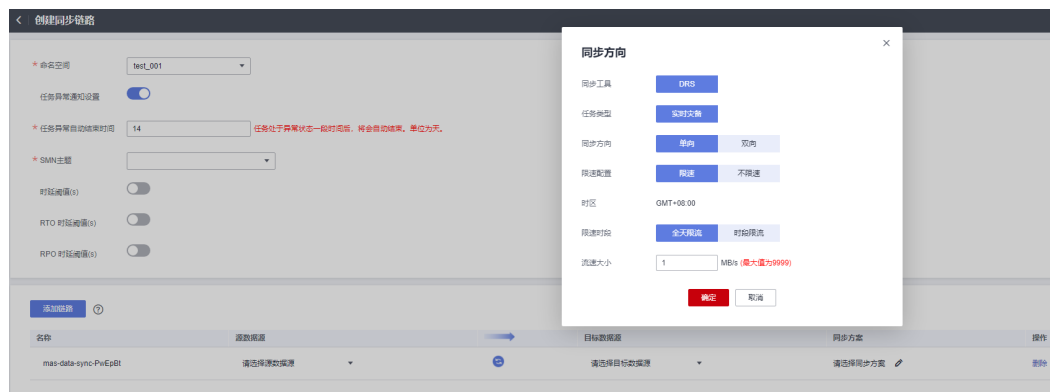 创建同步链路
* 命名空间 test_001
任务异常通知设置
* 任务异常自动结束时间 14 任务处于异常状态一段时间后，将会自动结束。单位为天。
* SMN主题
时延阈值(s)
RTO 时延阈值(s)
RPO 时延阈值(s)
同步方向
同步工具 DRS
任务类型 实时灾备
同步方向 单向 双向
限速配置 限速 不限速
时区 GMT+08:00
限速时段 全天限流 时段限流
流速大小 1 MB/s (最大值为9999)
确定 取消
添加链路
名称 源数据源 目标数据源 同步方案 操作
mas-data-sync-PwEpBt 请选择源数据源 请选择目标数据源 请选择同步方案 删除